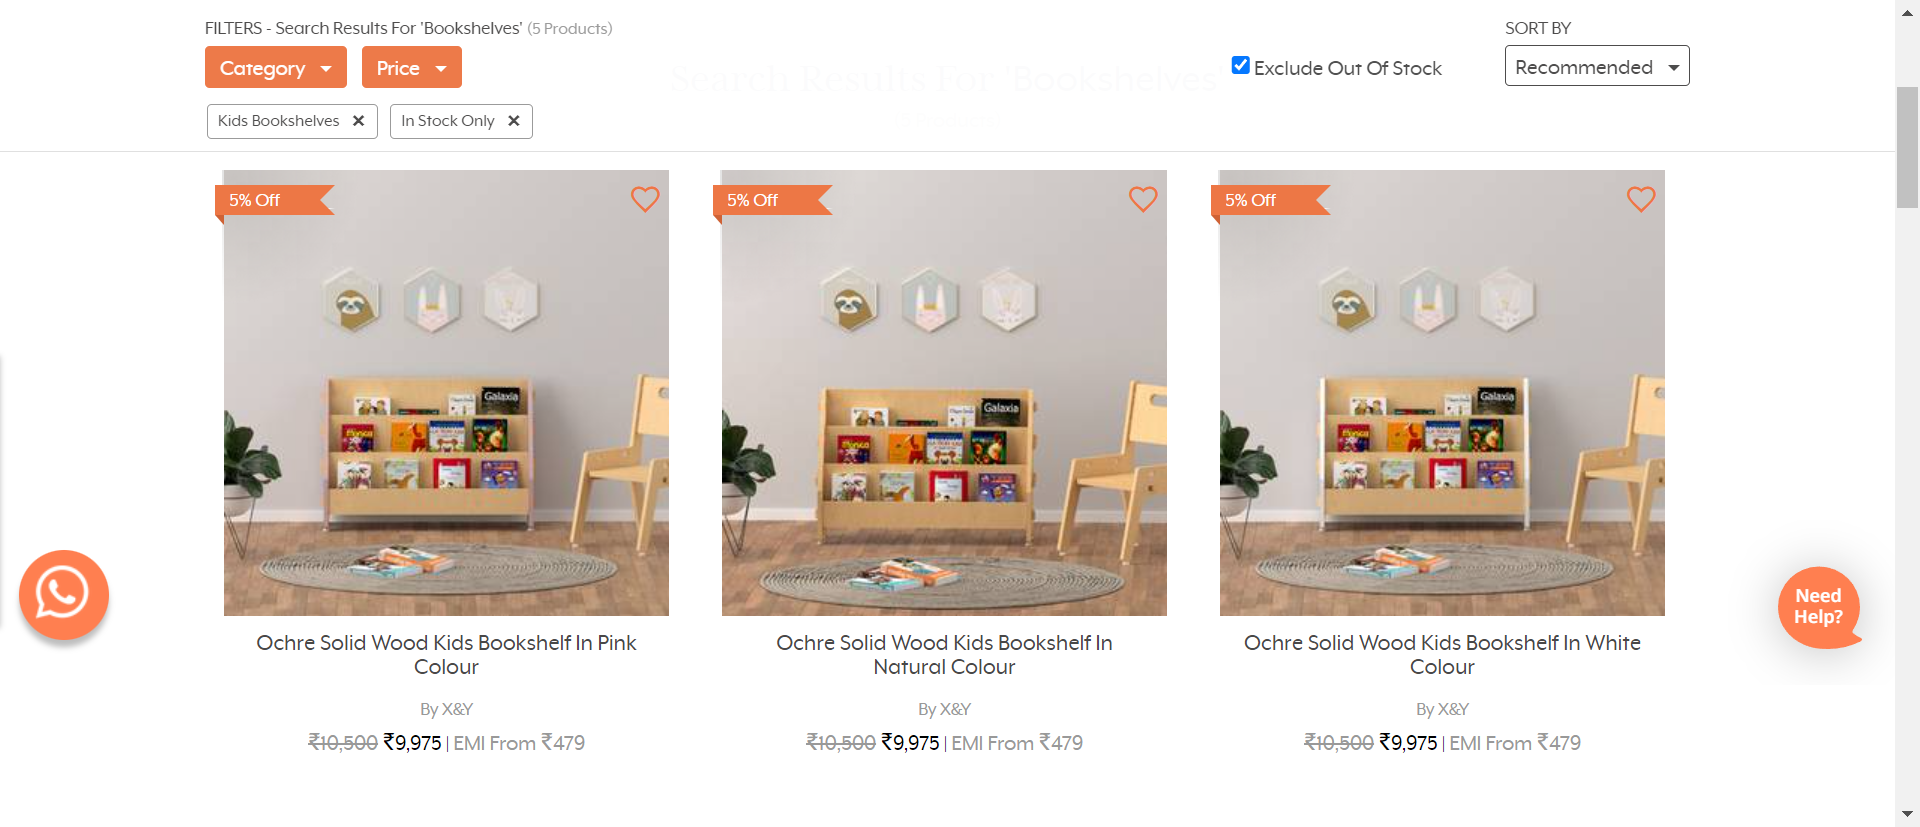 FILTERS - Search Results For 'Bookshelves' (5 Products)
SORT BY
Category
Price
Search Results For 'Bookshelves'
Exclude Out Of Stock
Recommended
Kids Bookshelves ✕
In Stock Only ✕
5% Off
5% Off
5% Off
Galaxia
Galaxia
Galaxia
Need
Help?
Ochre Solid Wood Kids Bookshelf In Pink
Colour
By X&Y
₹10,500 ₹9,975 | EMI From ₹479
Ochre Solid Wood Kids Bookshelf In
Natural Colour
By X&Y
₹10,500 ₹9,975 | EMI From ₹479
Ochre Solid Wood Kids Bookshelf In White
Colour
By X&Y
₹10,500 ₹9,975 | EMI From ₹479